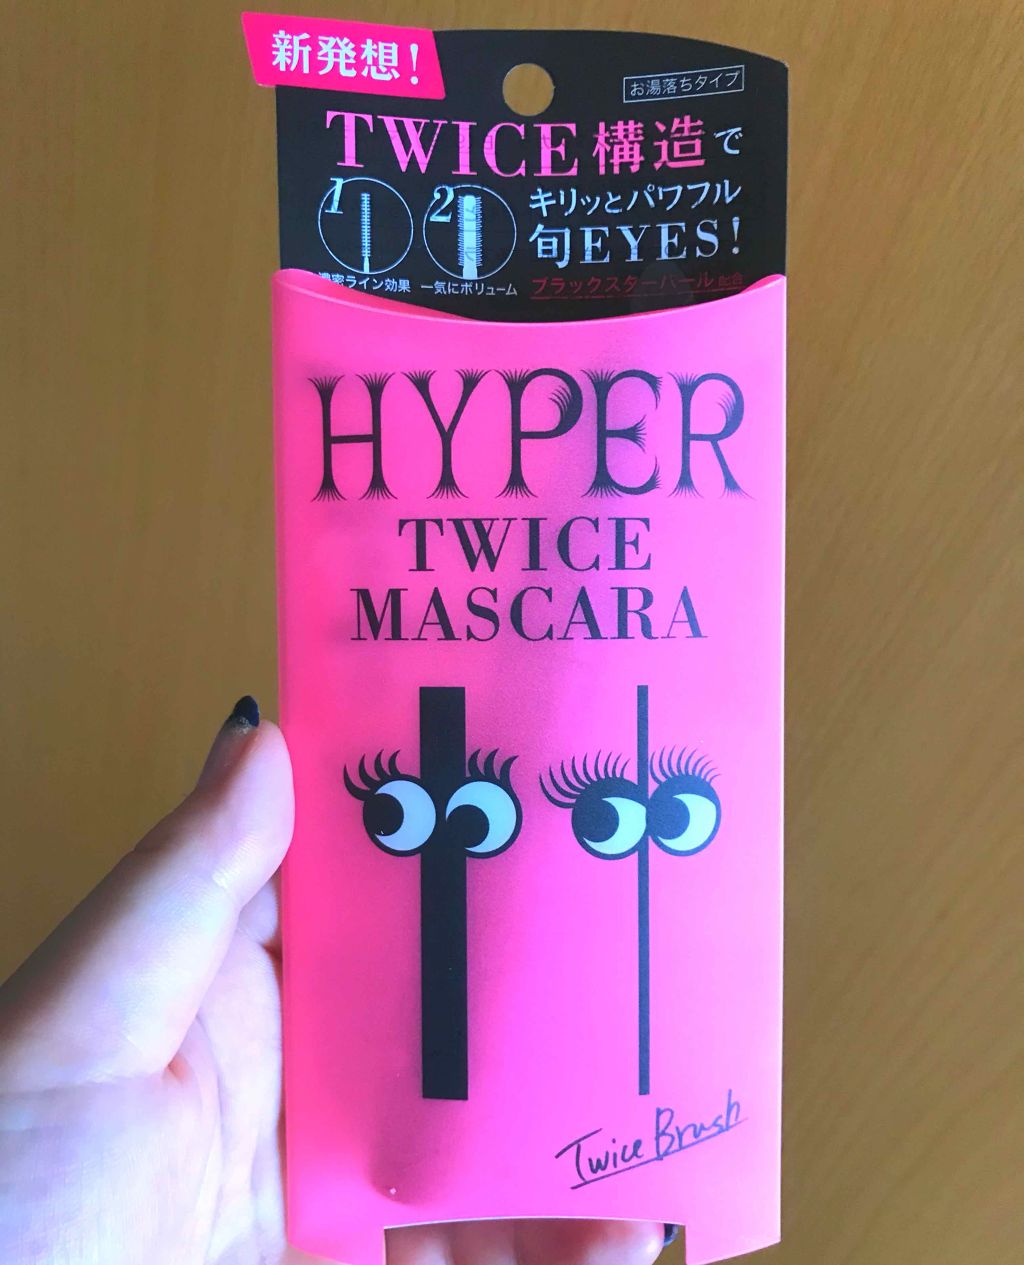 新発想！
お湯落ちタイプ
TWICE構造で
1 2 キリッとパワフル
旬EYES！
濃密ライン効果 一気にボリューム ブラックスターパール配合
HYPER
TWICE
MASCARA
Twice Brush